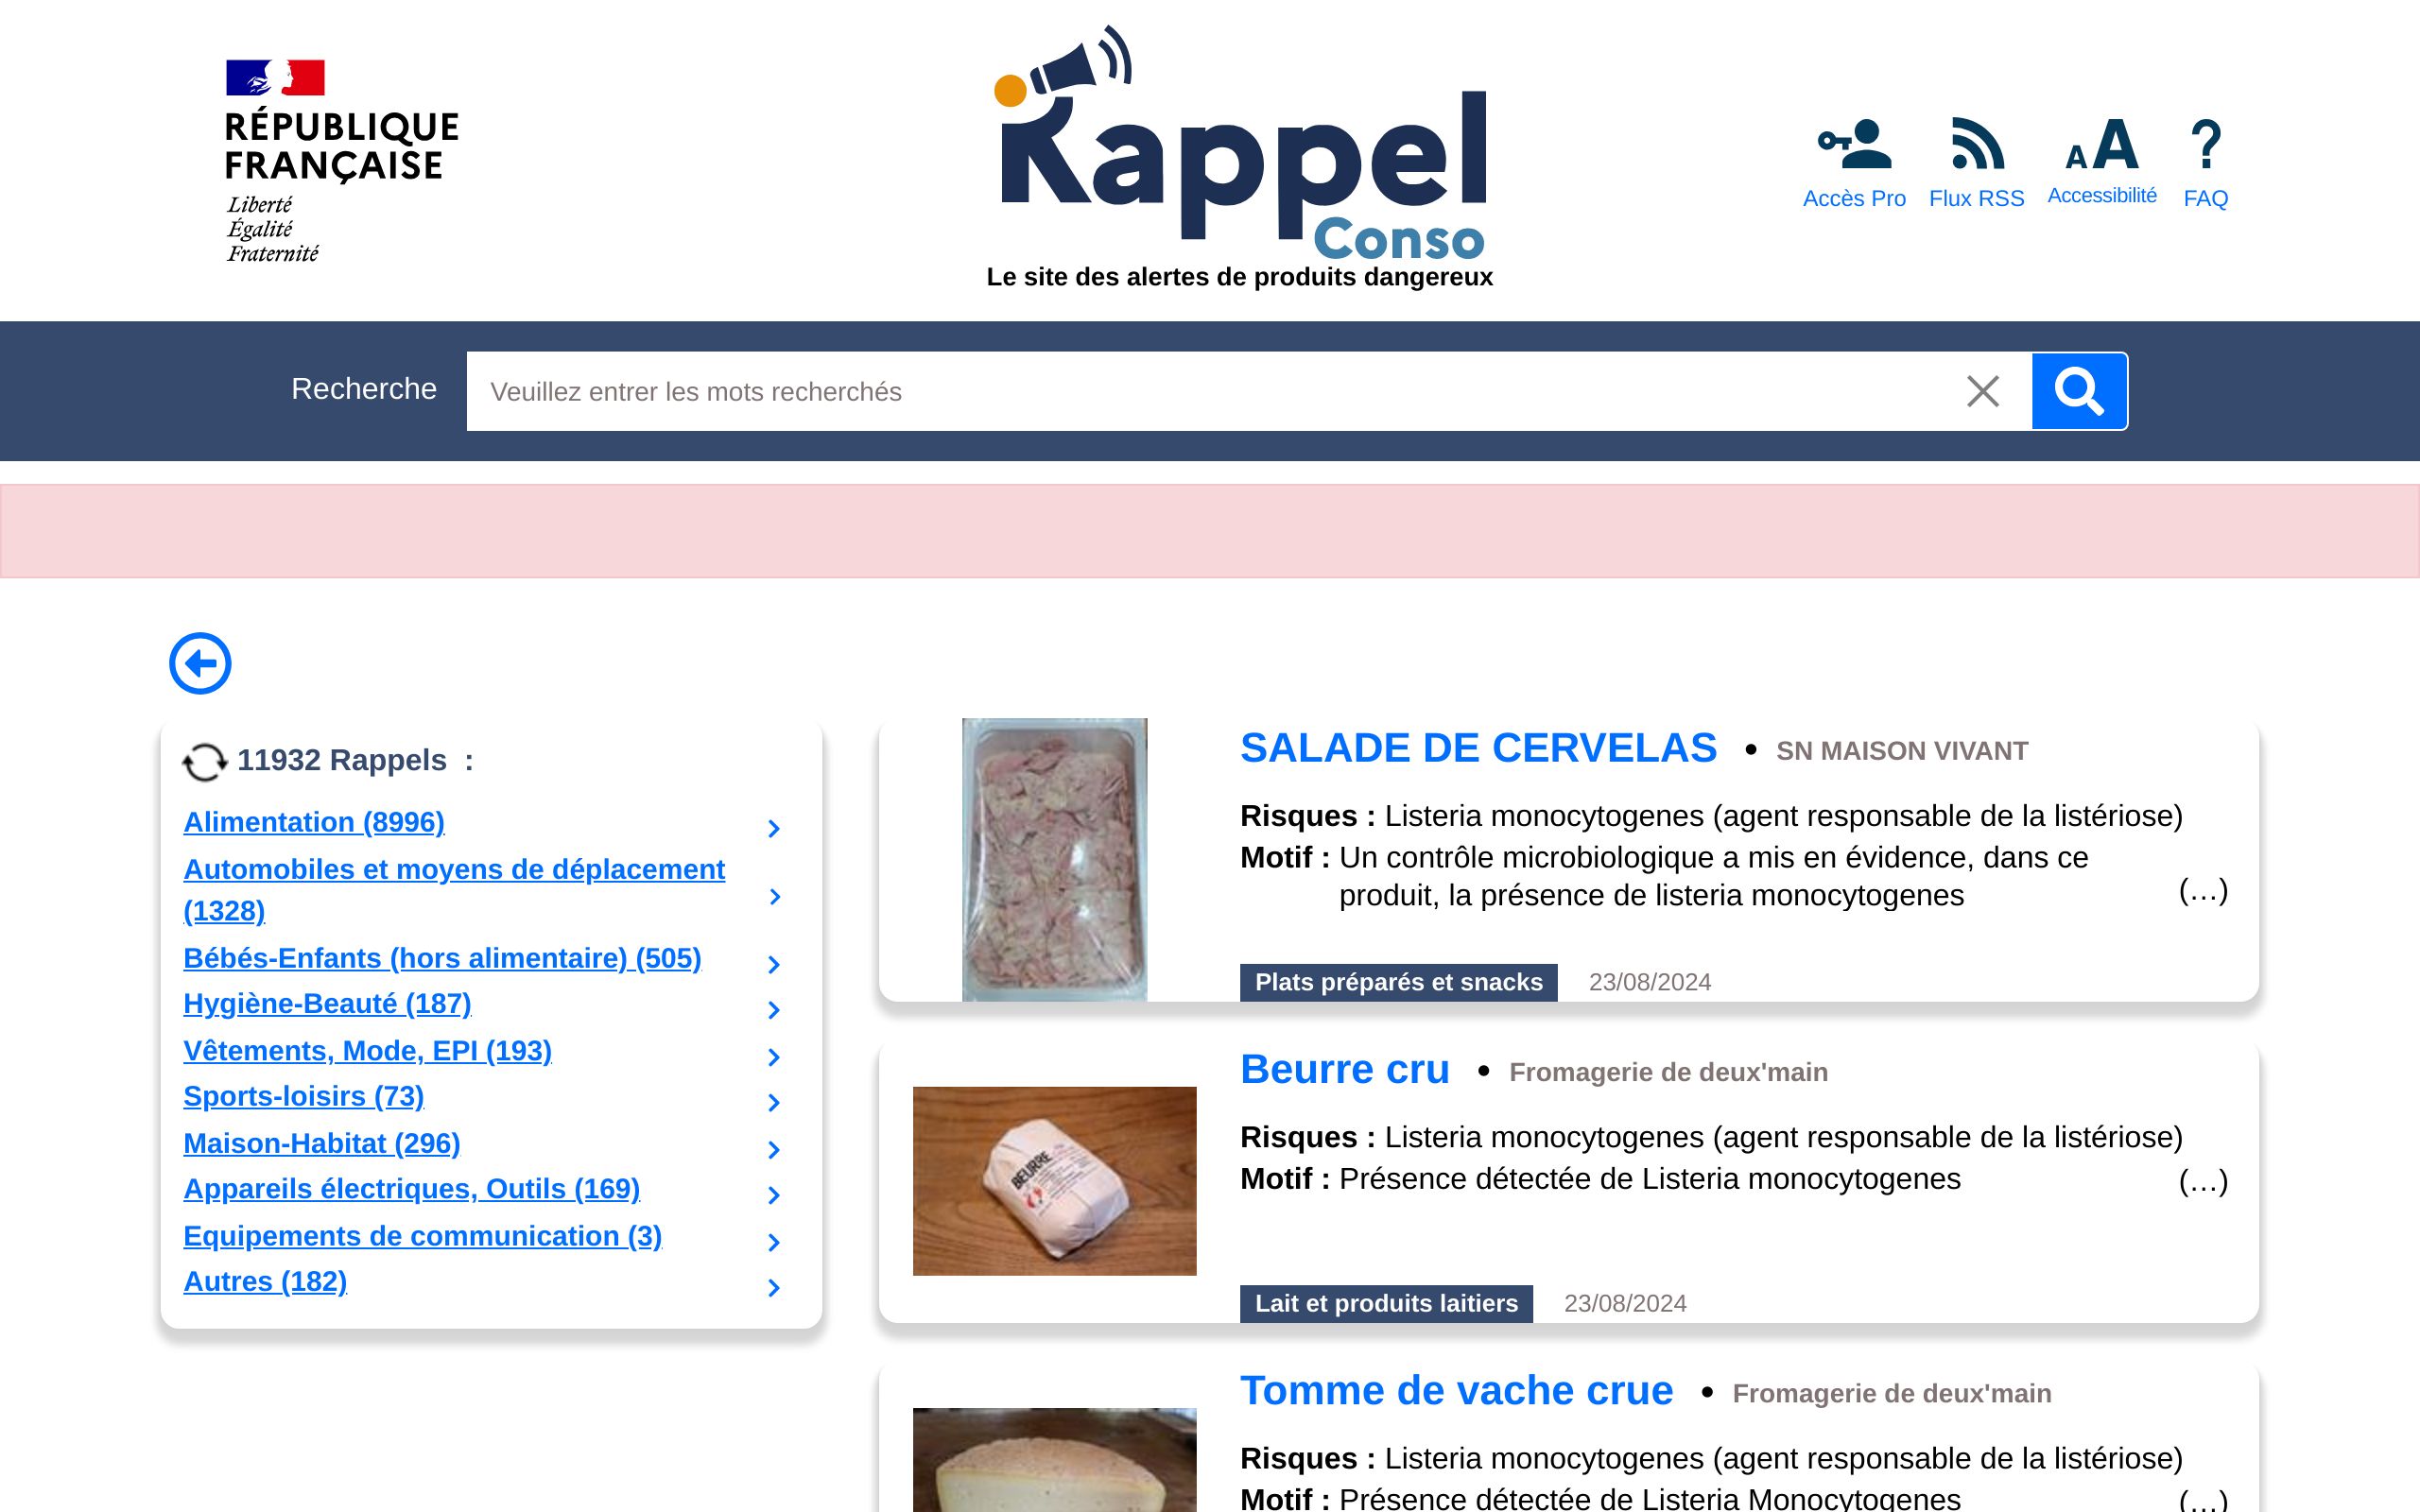 RÉPUBLIQUE
FRANÇAISE
Liberté
Égalité
Fraternité
Rappel
Conso
Le site des alertes de produits dangereux
Accès Pro
Flux RSS
Accessibilité
FAQ
Recherche
Veuillez entrer les mots recherchés
11932 Rappels :
Alimentation (8996)
Automobiles et moyens de déplacement
(1328)
Bébés-Enfants (hors alimentaire) (505)
Hygiène-Beauté (187)
Vêtements, Mode, EPI (193)
Sports-loisirs (73)
Maison-Habitat (296)
Appareils électriques, Outils (169)
Equipements de communication (3)
Autres (182)
SALADE DE CERVELAS • SN MAISON VIVANT
Risques : Listeria monocytogenes (agent responsable de la listériose)
Motif : Un contrôle microbiologique a mis en évidence, dans ce
produit, la présence de listeria monocytogenes
(…)
Plats préparés et snacks 23/08/2024
BEURRE
Beurre cru • Fromagerie de deux'main
Risques : Listeria monocytogenes (agent responsable de la listériose)
Motif : Présence détectée de Listeria monocytogenes (…)
Lait et produits laitiers 23/08/2024
Tomme de vache crue • Fromagerie de deux'main
Risques : Listeria monocytogenes (agent responsable de la listériose)
Motif : Présence détectée de Listeria Monocytogenes (…)